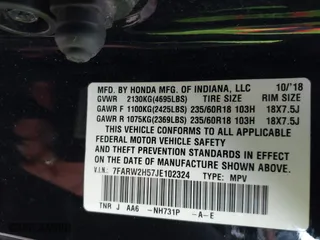 MFD. BY HONDA MFG. OF INDIANA, LLC 10/'18
GVWR 2130KG(4695LBS) TIRE SIZE RIM SIZE
GAWR F 1100KG(2425LBS) 235/60R18 103H 18X7.5J
GAWR R 1075KG(2369LBS) 235/60R18 103H 18X7.5J
THIS VEHICLE CONFORMS TO ALL APPLICABLE
FEDERAL MOTOR VEHICLE SAFETY
AND THEFT PREVENTION STANDARDS IN EFFECT
ON THE DATE OF MANUFACTURE SHOWN ABOVE.
V.I.N.: 7FARW2H57JE102324 TYPE: MPV
TNR J AA6 -NH731P -A-E